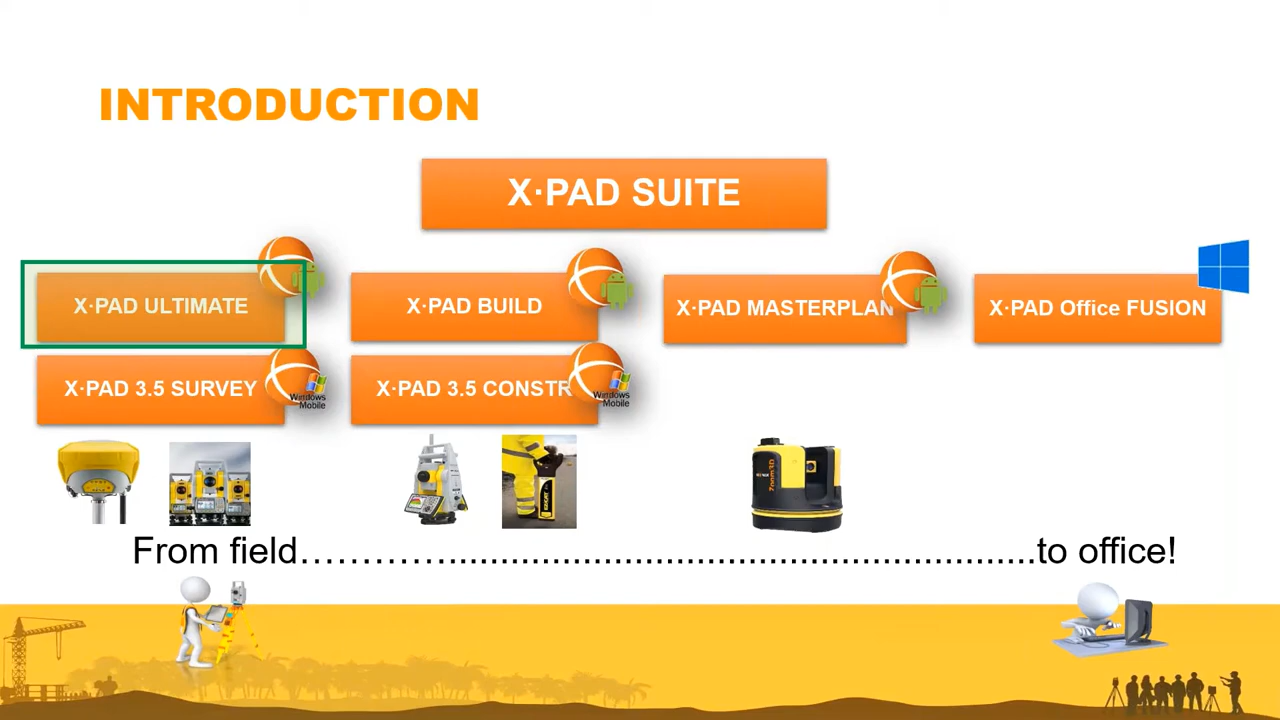 INTRODUCTION
X·PAD SUITE
X·PAD ULTIMATE
X·PAD BUILD
X·PAD MASTERPLAN
X·PAD Office FUSION
X·PAD 3.5 SURVEY
Windows
Mobile
X·PAD 3.5 CONSTR
Windows
Mobile
Zoom3D
From field…………..........................................................to office!